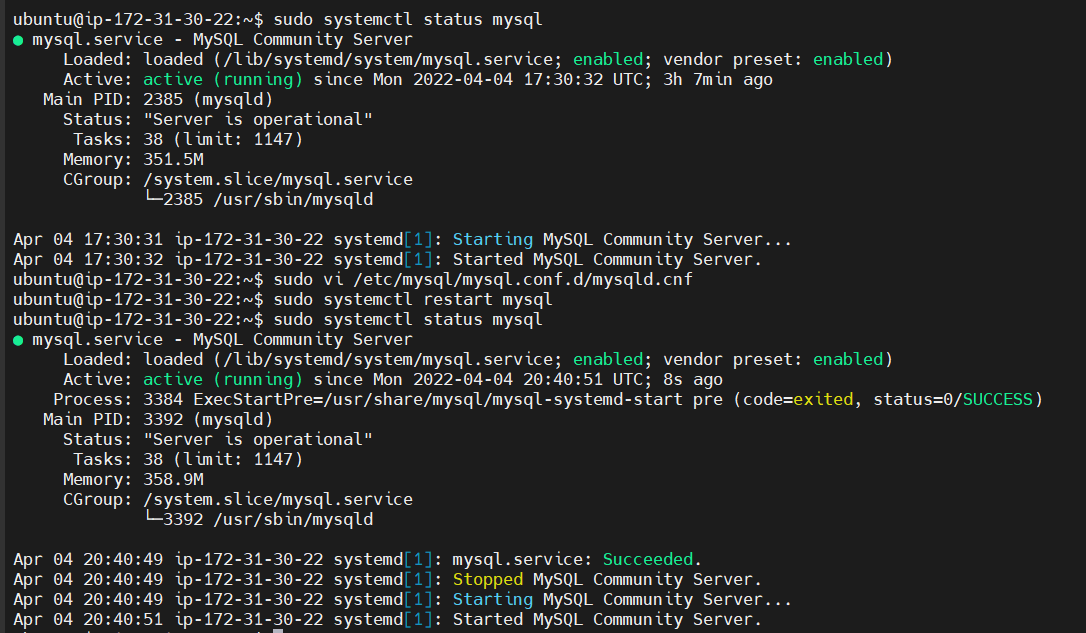 ubuntu@ip-172-31-30-22:~$ sudo systemctl status mysql
● mysql.service - MySQL Community Server
Loaded: loaded (/lib/systemd/system/mysql.service; enabled; vendor preset: enabled)
Active: active (running) since Mon 2022-04-04 17:30:32 UTC; 3h 7min ago
Main PID: 2385 (mysqld)
Status: "Server is operational"
Tasks: 38 (limit: 1147)
Memory: 351.5M
CGroup: /system.slice/mysql.service
└─2385 /usr/sbin/mysqld
Apr 04 17:30:31 ip-172-31-30-22 systemd[1]: Starting MySQL Community Server...
Apr 04 17:30:32 ip-172-31-30-22 systemd[1]: Started MySQL Community Server.
ubuntu@ip-172-31-30-22:~$ sudo vi /etc/mysql/mysql.conf.d/mysqld.cnf
ubuntu@ip-172-31-30-22:~$ sudo systemctl restart mysql
ubuntu@ip-172-31-30-22:~$ sudo systemctl status mysql
● mysql.service - MySQL Community Server
Loaded: loaded (/lib/systemd/system/mysql.service; enabled; vendor preset: enabled)
Active: active (running) since Mon 2022-04-04 20:40:51 UTC; 8s ago
Process: 3384 ExecStartPre=/usr/share/mysql/mysql-systemd-start pre (code=exited, status=0/SUCCESS)
Main PID: 3392 (mysqld)
Status: "Server is operational"
Tasks: 38 (limit: 1147)
Memory: 358.9M
CGroup: /system.slice/mysql.service
└─3392 /usr/sbin/mysqld
Apr 04 20:40:49 ip-172-31-30-22 systemd[1]: mysql.service: Succeeded.
Apr 04 20:40:49 ip-172-31-30-22 systemd[1]: Stopped MySQL Community Server.
Apr 04 20:40:49 ip-172-31-30-22 systemd[1]: Starting MySQL Community Server...
Apr 04 20:40:51 ip-172-31-30-22 systemd[1]: Started MySQL Community Server.